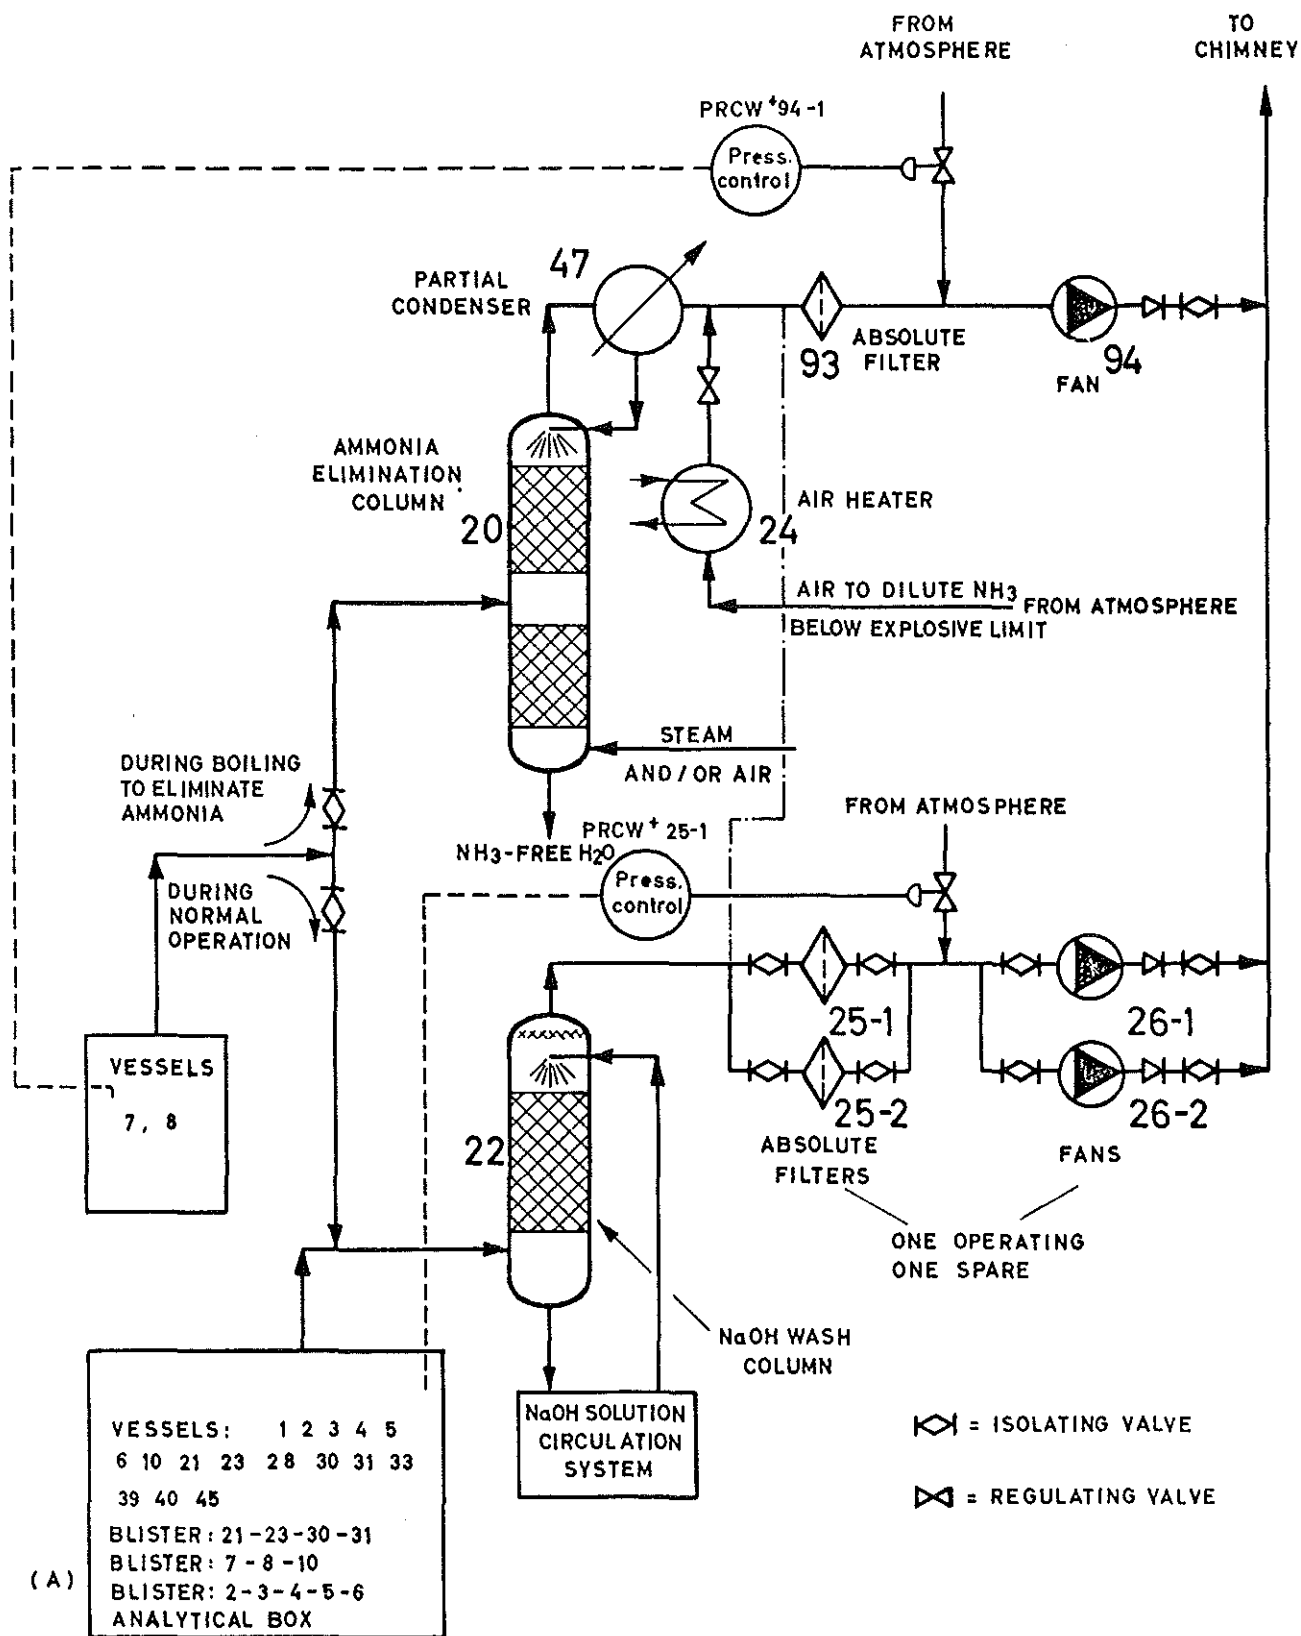 FROM
ATMOSPHERE
TO
CHIMNEY
PRCW+94-1
Press.
control
47
PARTIAL
CONDENSER
93
ABSOLUTE
FILTER
FAN
94
AMMONIA
ELIMINATION
COLUMN
20
AIR HEATER
24
AIR TO DILUTE NH3
BELOW EXPLOSIVE LIMIT
FROM ATMOSPHERE
STEAM
AND/OR AIR
DURING BOILING
TO ELIMINATE
AMMONIA
NH3-FREE H2O
FROM ATMOSPHERE
PRCW+ 25-1
Press.
control
DURING
NORMAL
OPERATION
25-1
26-1
25-2
26-2
VESSELS
7, 8
22
ABSOLUTE
FILTERS
FANS
ONE OPERATING
ONE SPARE
NaOH WASH
COLUMN
NaOH SOLUTION
CIRCULATION
SYSTEM
(A)
VESSELS: 1 2 3 4 5
6 10 21 23 28 30 31 33
39 40 45
BLISTER: 21-23-30-31
BLISTER: 7-8-10
BLISTER: 2-3-4-5-6
ANALYTICAL BOX
= ISOLATING VALVE
= REGULATING VALVE